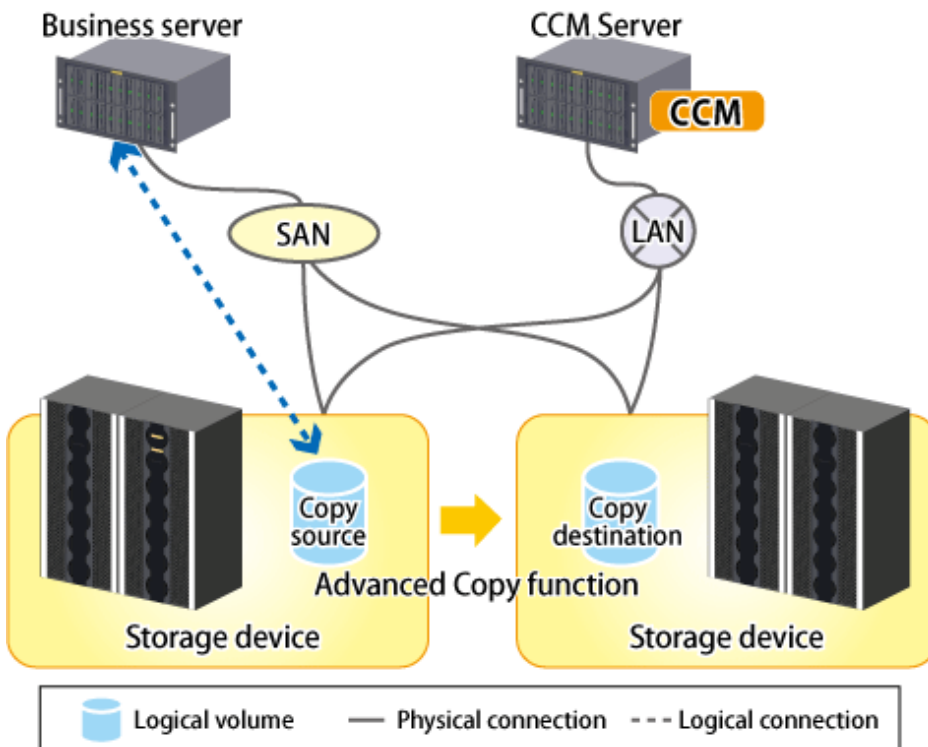 Business server
CCM Server
CCM
SAN
LAN
Copy
source
Copy
destination
Advanced Copy function
Storage device
Storage device
Logical volume
Physical connection
Logical connection